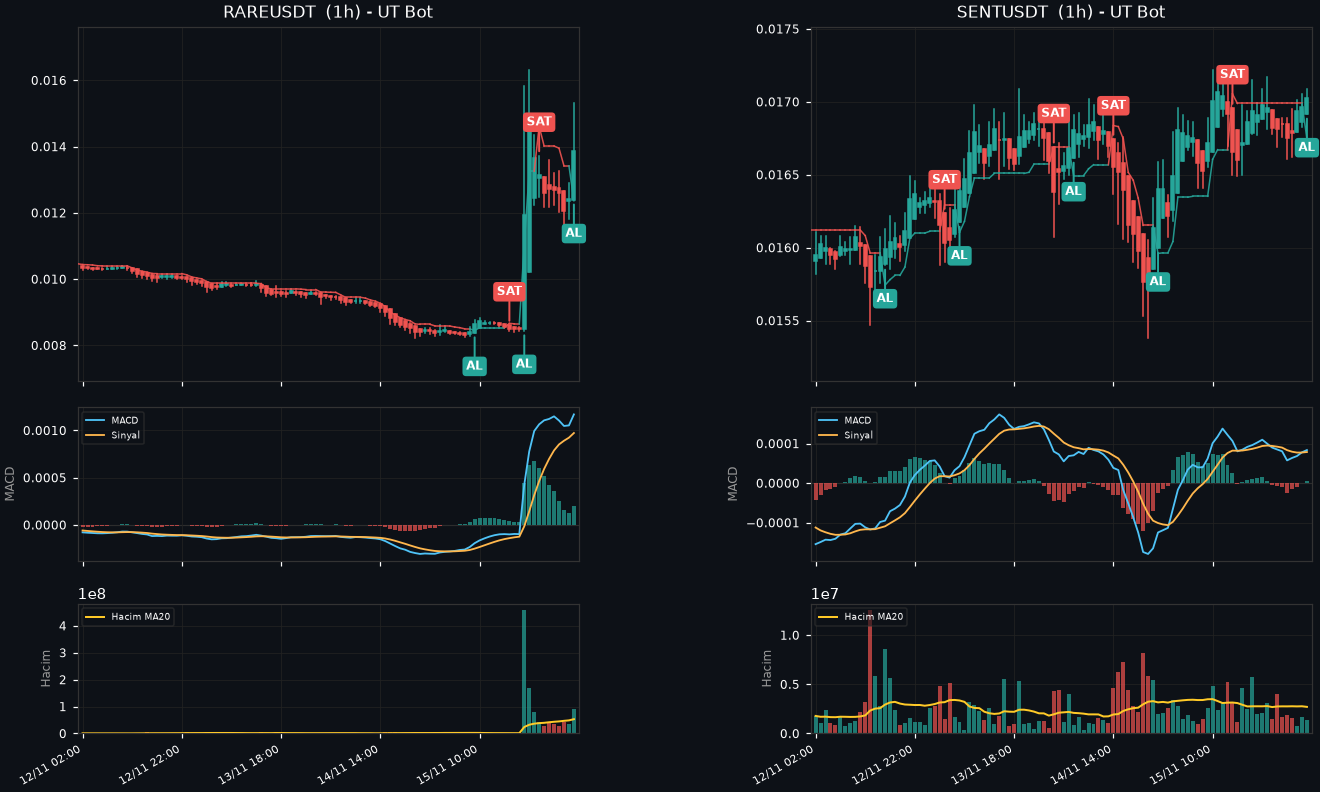 RAREUSDT  (1h) - UT Bot
0.016
0.014
0.012
0.010
0.008
SAT
SAT
AL
AL
AL
MACD
Sinyal
MACD
0.0010
0.0005
0.0000
1e8
Hacim MA20
Hacim
4
3
2
1
0
12/11 02:00
12/11 22:00
13/11 18:00
14/11 14:00
15/11 10:00
SENTUSDT  (1h) - UT Bot
0.0175
0.0170
0.0165
0.0160
0.0155
SAT
SAT
SAT
SAT
AL
AL
AL
AL
AL
MACD
Sinyal
MACD
0.0001
0.0000
−0.0001
1e7
Hacim MA20
Hacim
1.0
0.5
0.0
12/11 02:00
12/11 22:00
13/11 18:00
14/11 14:00
15/11 10:00